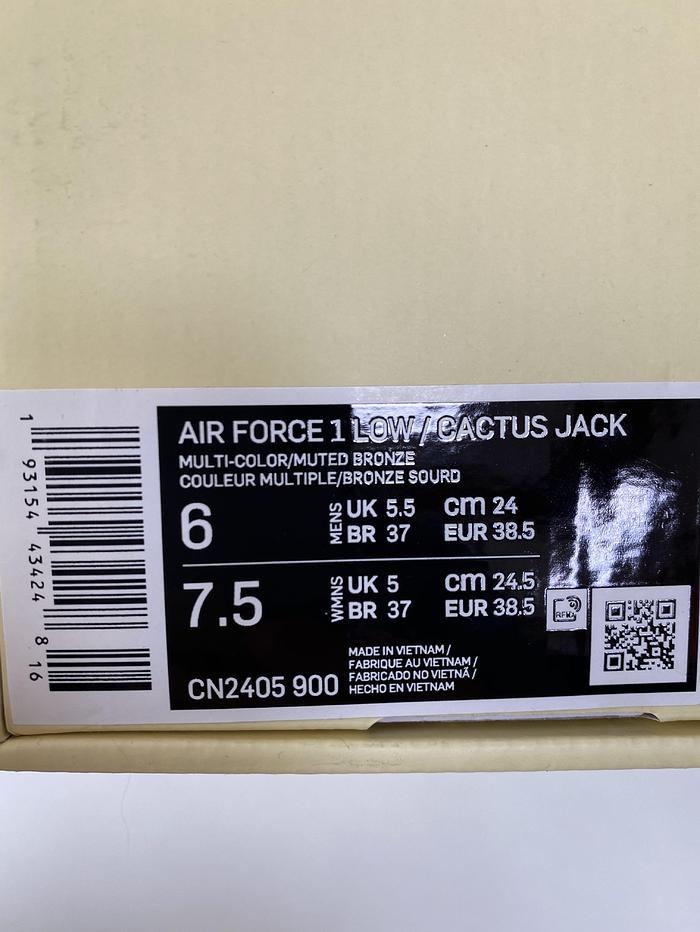 AIR FORCE 1 LOW / CACTUS JACK
MULTI-COLOR/MUTED BRONZE
COULEUR MULTIPLE/BRONZE SOURD
6 MENS UK 5.5 cm 24
BR 37 EUR 38.5
7.5 WMNS UK 5 cm 24.5
BR 37 EUR 38.5
RFID
CN2405 900
MADE IN VIETNAM /
FABRIQUE AU VIETNAM /
FABRICADO NO VIETNÃ /
HECHO EN VIETNAM
1 93154 43424 8 16